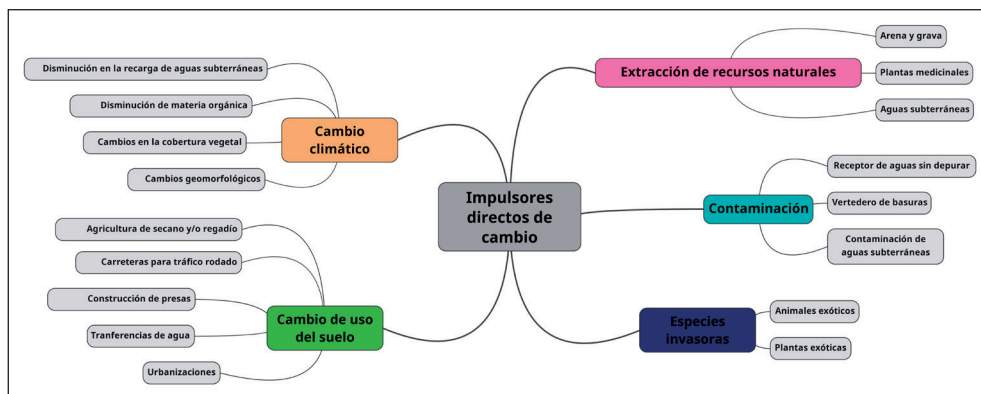 Impulsores
directos de
cambio
Cambio
climático
Disminución en la recarga de aguas subterráneas
Disminución de materia orgánica
Cambios en la cobertura vegetal
Cambios geomorfológicos
Cambio de uso
del suelo
Agricultura de secano y/o regadío
Carreteras para tráfico rodado
Construcción de presas
Tranferencias de agua
Urbanizaciones
Extracción de recursos naturales
Arena y grava
Plantas medicinales
Aguas subterráneas
Contaminación
Receptor de aguas sin depurar
Vertedero de basuras
Contaminación de
aguas subterráneas
Especies
invasoras
Animales exóticos
Plantas exóticas